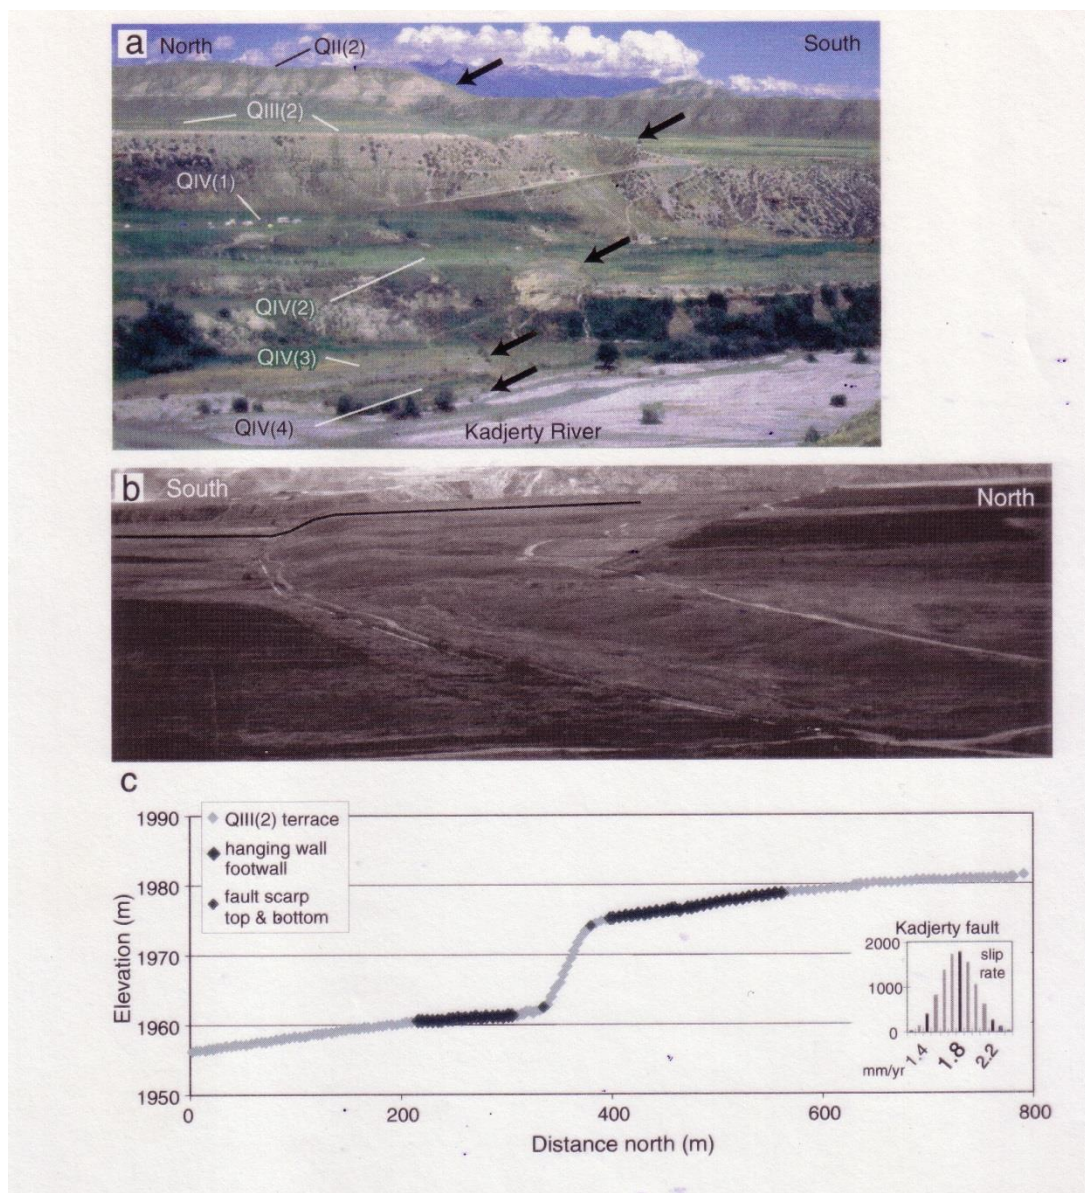 a North QII(2) South
QIII(2)
QIV(1)
QIV(2)
QIV(3)
QIV(4) Kadjerty River
b South
North
c
QIII(2) terrace
hanging wall
footwall
fault scarp
top & bottom
Elevation (m)
1990
1980
1970
1960
1950
Kadjerty fault
2000
1000
0
slip
rate
mm/yr
1.4 1.8 2.2
0 200 400 600 800
Distance north (m)